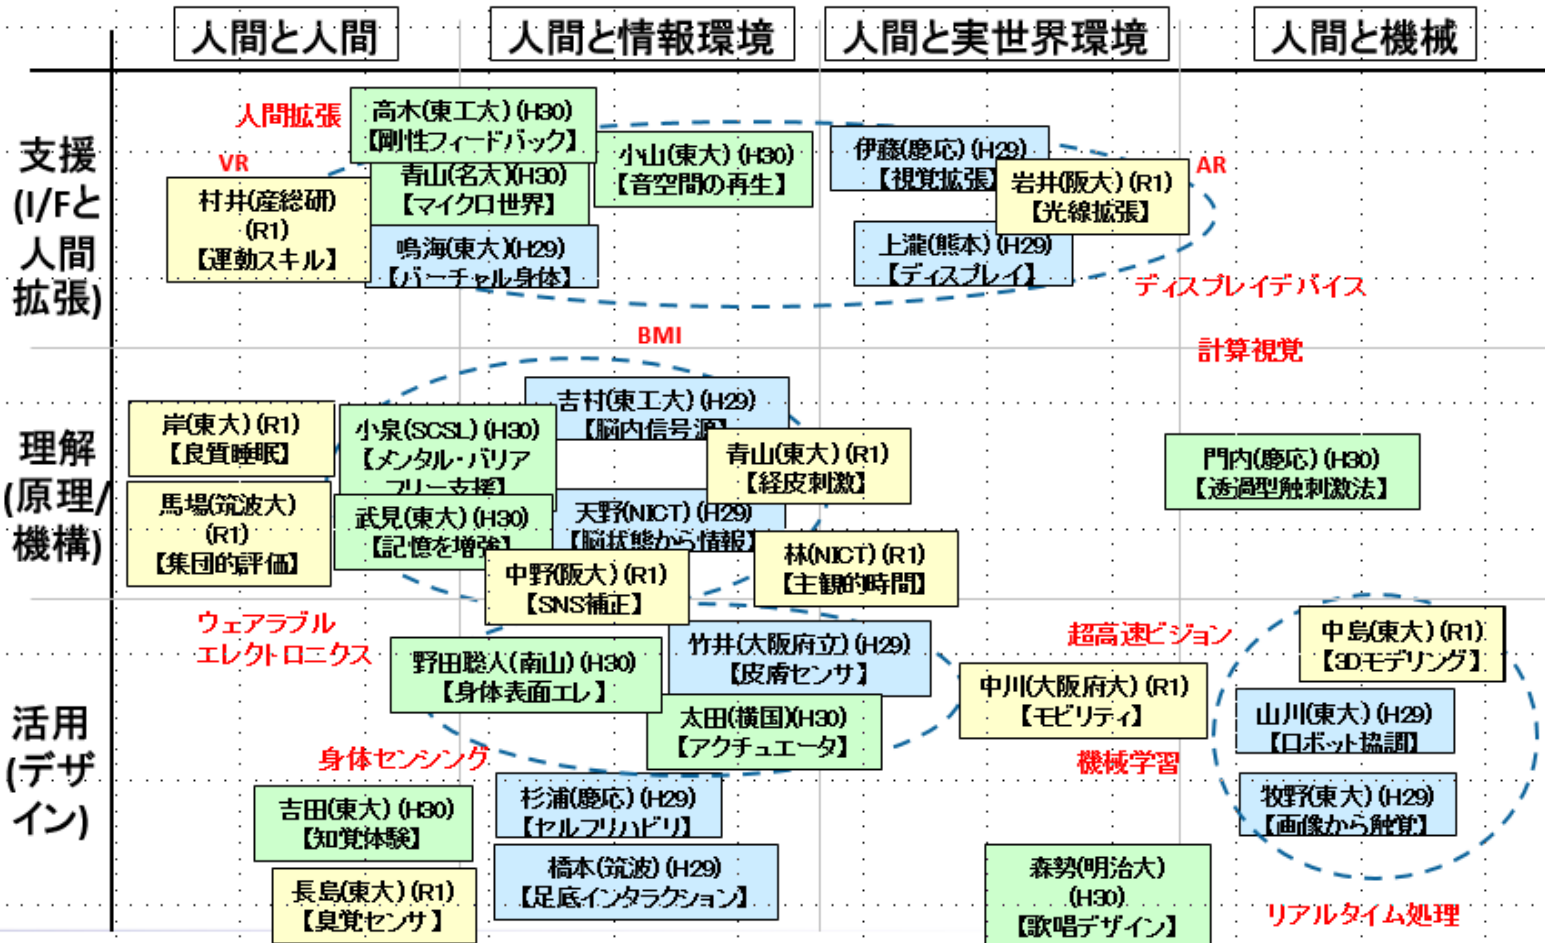 人間と人間
人間と情報環境
人間と実世界環境
人間と機械
支援
(I/Fと
人間
拡張)
人間拡張
VR
高木(東工大)(H30)
【剛性フィードバック】
青山(名大)(H30)
【マイクロ世界】
村井(産総研)
(R1)
【運動スキル】
鳴海(東大)(H29)
【バーチャル身体】
小山(東大)(H30)
【音空間の再生】
伊藤(慶応)(H29)
【視覚拡張】
岩井(阪大)(R1)
【光線拡張】
AR
上瀧(熊本)(H29)
【ディスプレイ】
ディスプレイデバイス
BMI
計算視覚
理解
(原理/
機構)
岸(東大)(R1)
【良質睡眠】
馬場(筑波大)
(R1)
【集団的評価】
小泉(SCSL)(H30)
【メンタル・バリア
フリー支援】
武見(東大)(H30)
【記憶を増強】
吉村(東工大)(H29)
【脳内信号源】
青山(東大)(R1)
【経皮刺激】
天野(NICT)(H29)
【脳状態から情報】
中野(阪大)(R1)
【SNS補正】
林(NICT)(R1)
【主観的時間】
門内(慶応)(H30)
【透過型触刺激法】
活用
(デザ
イン)
ウェアラブル
エレクトロニクス
野田聡人(南山)(H30)
【身体表面エレ】
竹井(大阪府立)(H29)
【皮膚センサ】
太田(横国)(H30)
【アクチュエータ】
超高速ビジョン
中川(大阪府大)(R1)
【モビリティ】
機械学習
中島(東大)(R1)
【3Dモデリング】
山川(東大)(H29)
【ロボット協調】
牧野(東大)(H29)
【画像から触覚】
身体センシング
吉田(東大)(H30)
【知覚体験】
長島(東大)(R1)
【臭覚センサ】
杉浦(慶応)(H29)
【セルフリハビリ】
橋本(筑波)(H29)
【足底インタラクション】
森勢(明治大)
(H30)
【歌唱デザイン】
リアルタイム処理